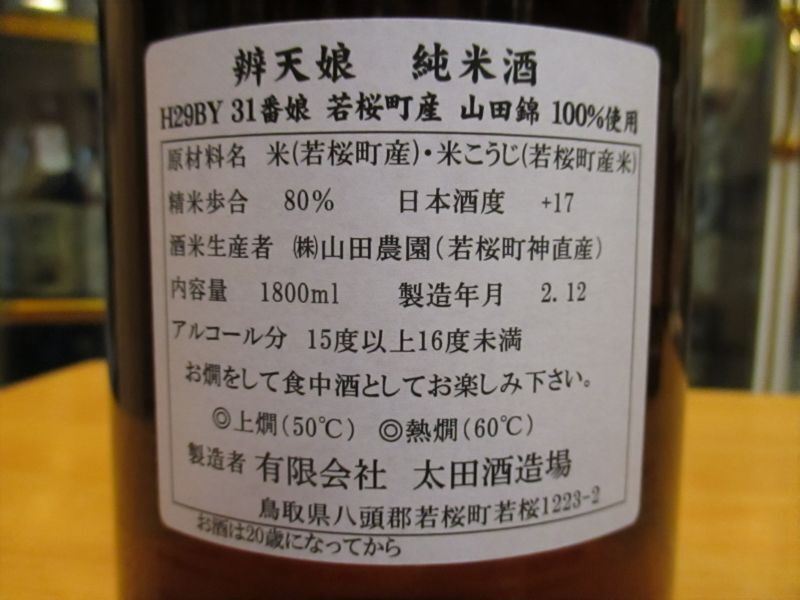 辨天娘 純米酒
H29BY 31番娘 若桜町産 山田錦 100%使用
原材料名 米(若桜町産)・米こうじ(若桜町産米)
精米歩合 80% 日本酒度 +17
酒米生産者 ㈱山田農園(若桜町神直産)
内容量 1800ml 製造年月 2.12
アルコール分 15度以上16度未満
お燗をして食中酒としてお楽しみ下さい。
◎上燗(50℃) ◎熱燗(60℃)
製造者 有限会社 太田酒造場
鳥取県八頭郡若桜町若桜1223-2
お酒は20歳になってから